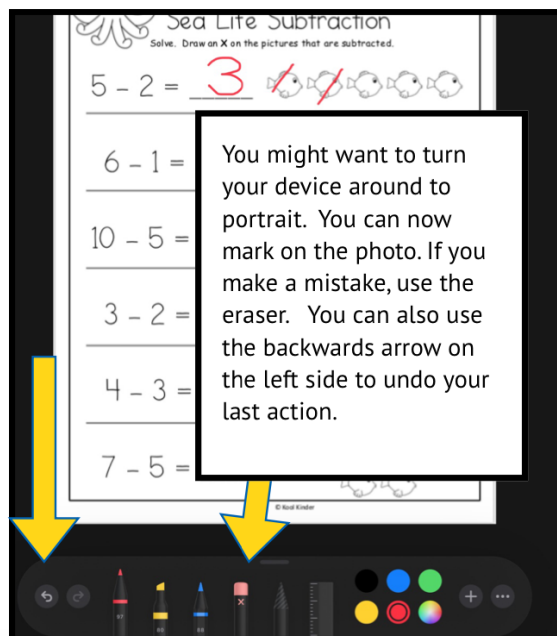 Sea Life Subtraction
Solve. Draw an X on the pictures that are subtracted.
5 - 2 = 3
6 - 1 =
10 - 5 =
3 - 2 =
4 - 3 =
7 - 5 =
You might want to turn
your device around to
portrait. You can now
mark on the photo. If you
make a mistake, use the
eraser. You can also use
the backwards arrow on
the left side to undo your
last action.
© Kool Kinder